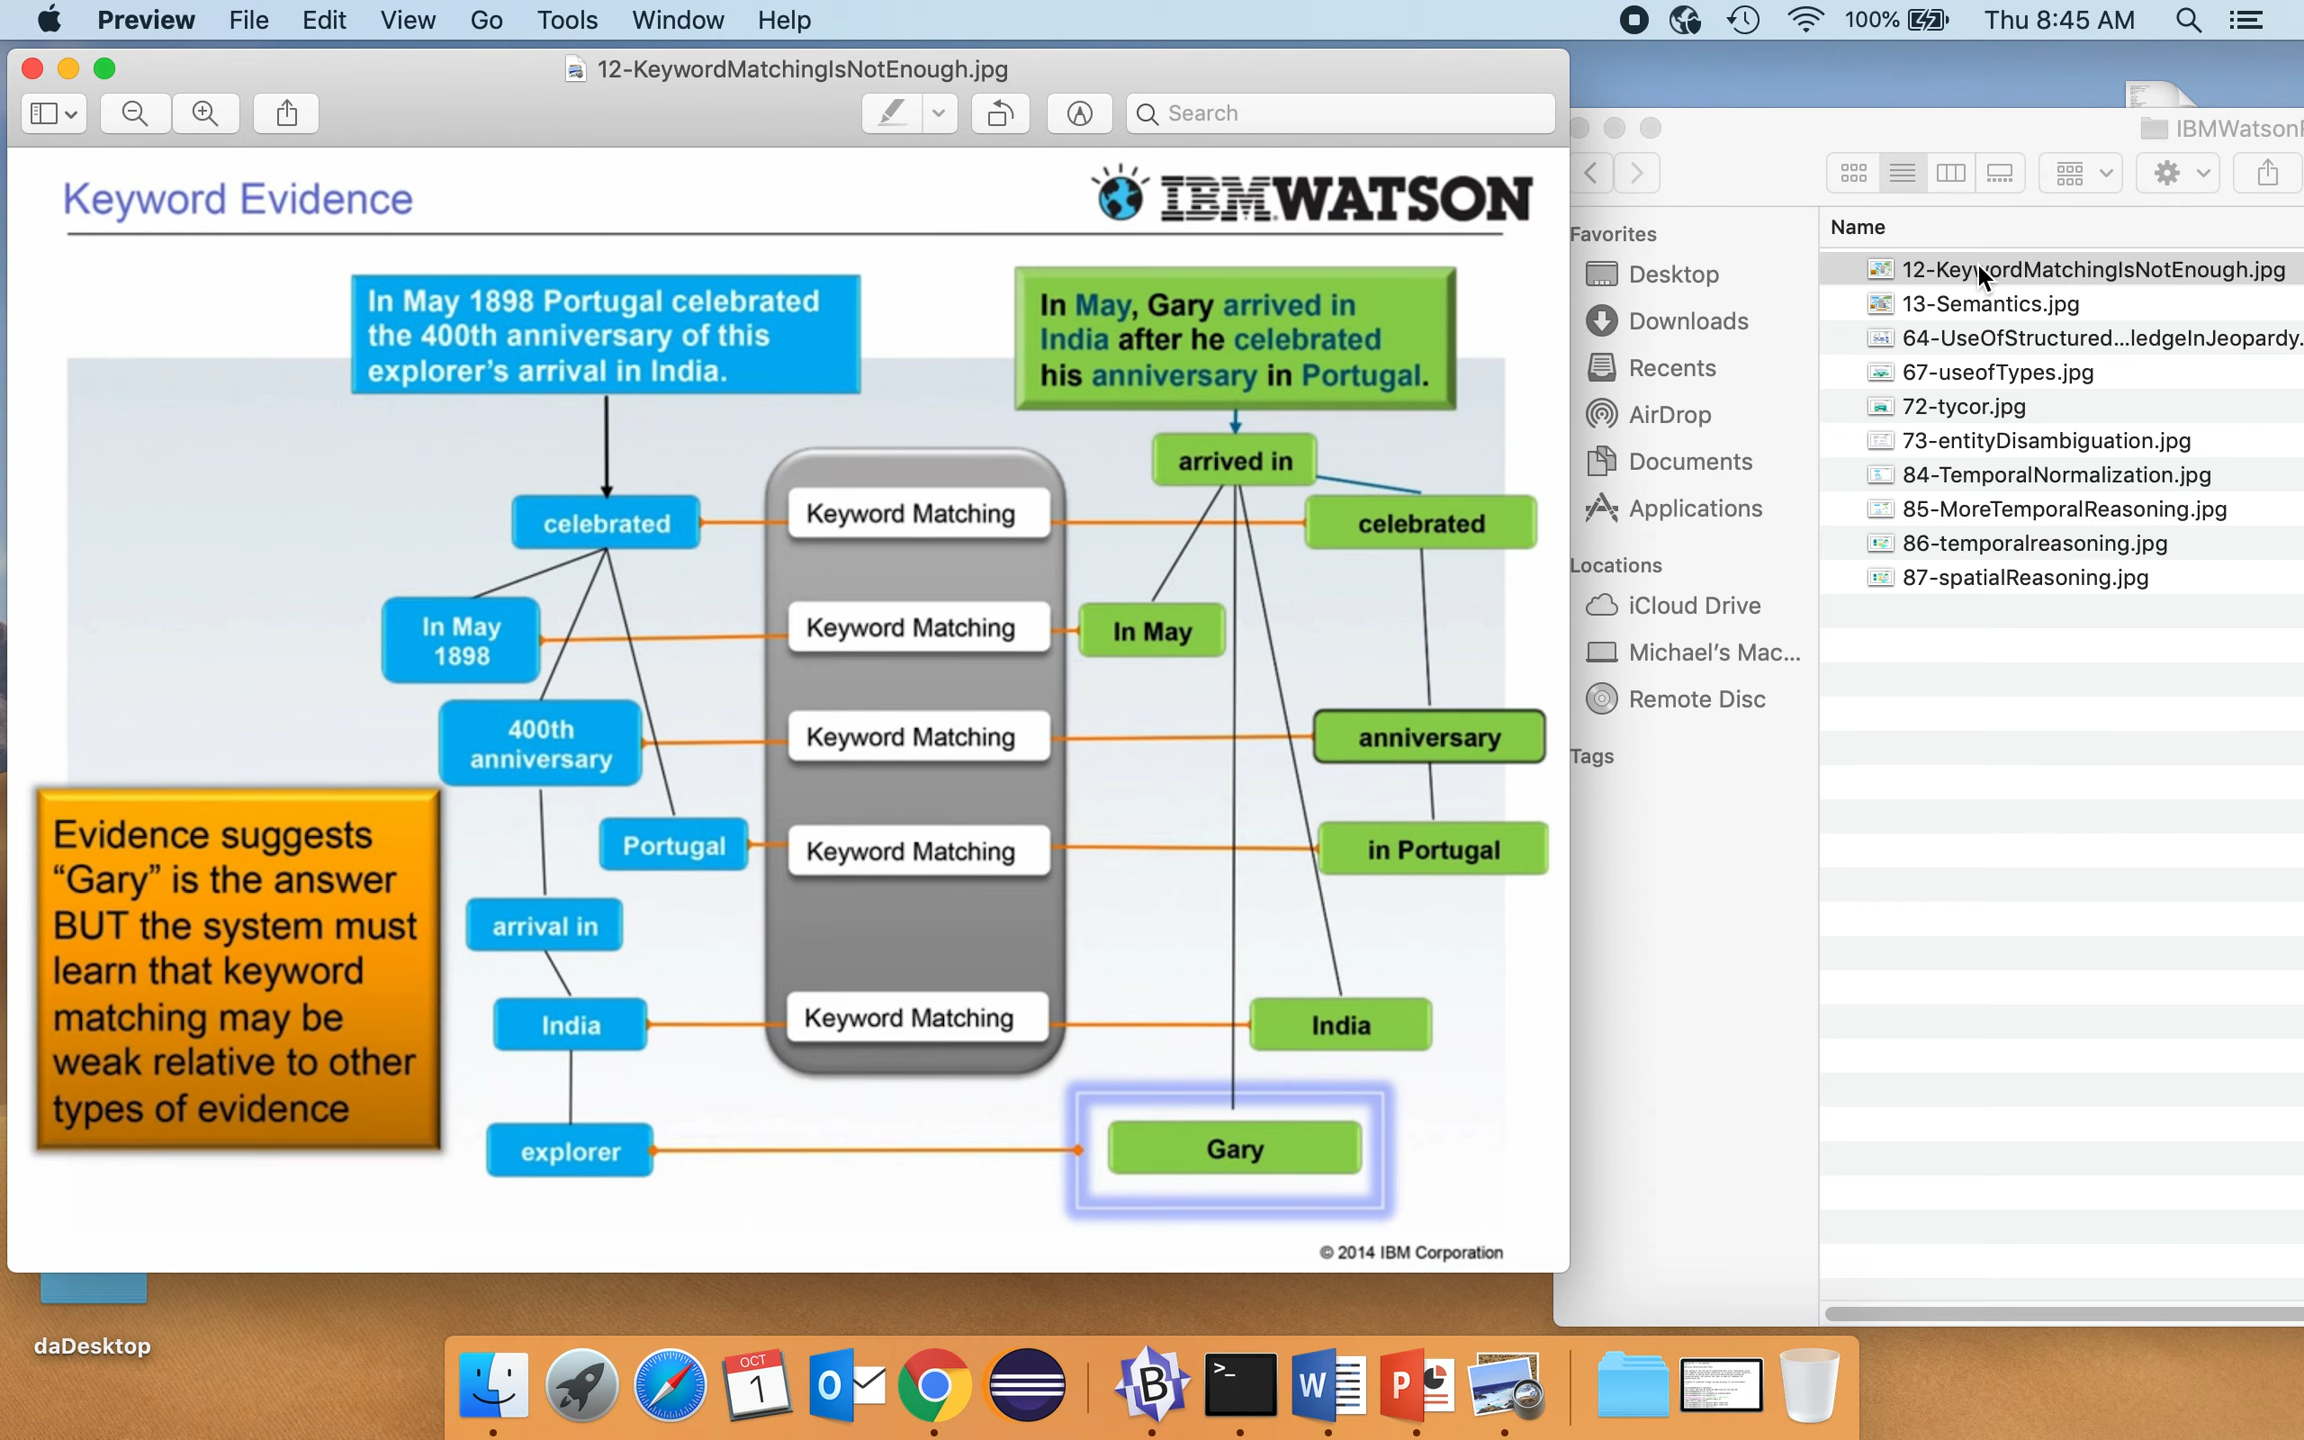 Preview File Edit View Go Tools Window Help 100% Thu 8:45 AM
12-KeywordMatchingIsNotEnough.jpg
Search
Keyword Evidence
IBM WATSON
In May 1898 Portugal celebrated
the 400th anniversary of this
explorer's arrival in India.
In May, Gary arrived in
India after he celebrated
his anniversary in Portugal.
arrived in
celebrated
Keyword Matching
celebrated
In May
1898
Keyword Matching
In May
400th
anniversary
Keyword Matching
anniversary
Portugal
Keyword Matching
in Portugal
arrival in
India
Keyword Matching
India
explorer
Gary
Evidence suggests
“Gary” is the answer
BUT the system must
learn that keyword
matching may be
weak relative to other
types of evidence
© 2014 IBM Corporation
Favorites
Desktop
Downloads
Recents
AirDrop
Documents
Applications
Locations
iCloud Drive
Michael's Mac...
Remote Disc
Tags
Name
12-KeywordMatchingIsNotEnough.jpg
13-Semantics.jpg
64-UseOfStructured...ledgeInJeopardy.
67-useofTypes.jpg
72-tycor.jpg
73-entityDisambiguation.jpg
84-TemporalNormalization.jpg
85-MoreTemporalReasoning.jpg
86-temporalreasoning.jpg
87-spatialReasoning.jpg
daDesktop
OCT
1